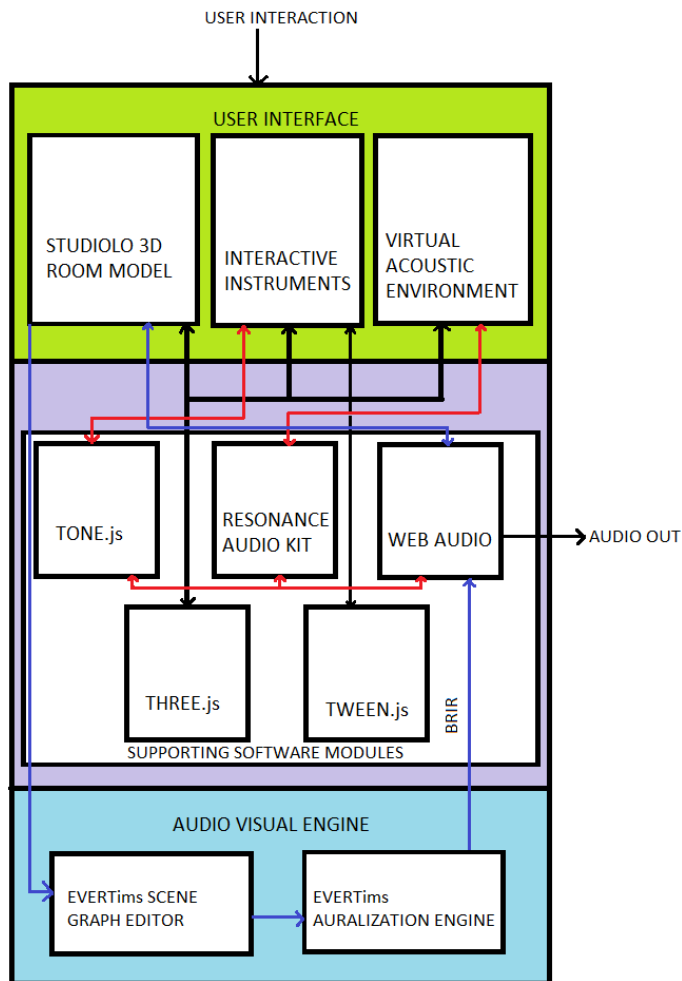 USER INTERACTION
USER INTERFACE
STUDIOLO 3D
ROOM MODEL
INTERACTIVE
INSTRUMENTS
VIRTUAL
ACOUSTIC
ENVIRONMENT
TONE.js
RESONANCE
AUDIO KIT
WEB AUDIO
AUDIO OUT
THREE.js
TWEEN.js
BRIR
SUPPORTING SOFTWARE MODULES
AUDIO VISUAL ENGINE
EVERTims SCENE
GRAPH EDITOR
EVERTims
AURALIZATION ENGINE